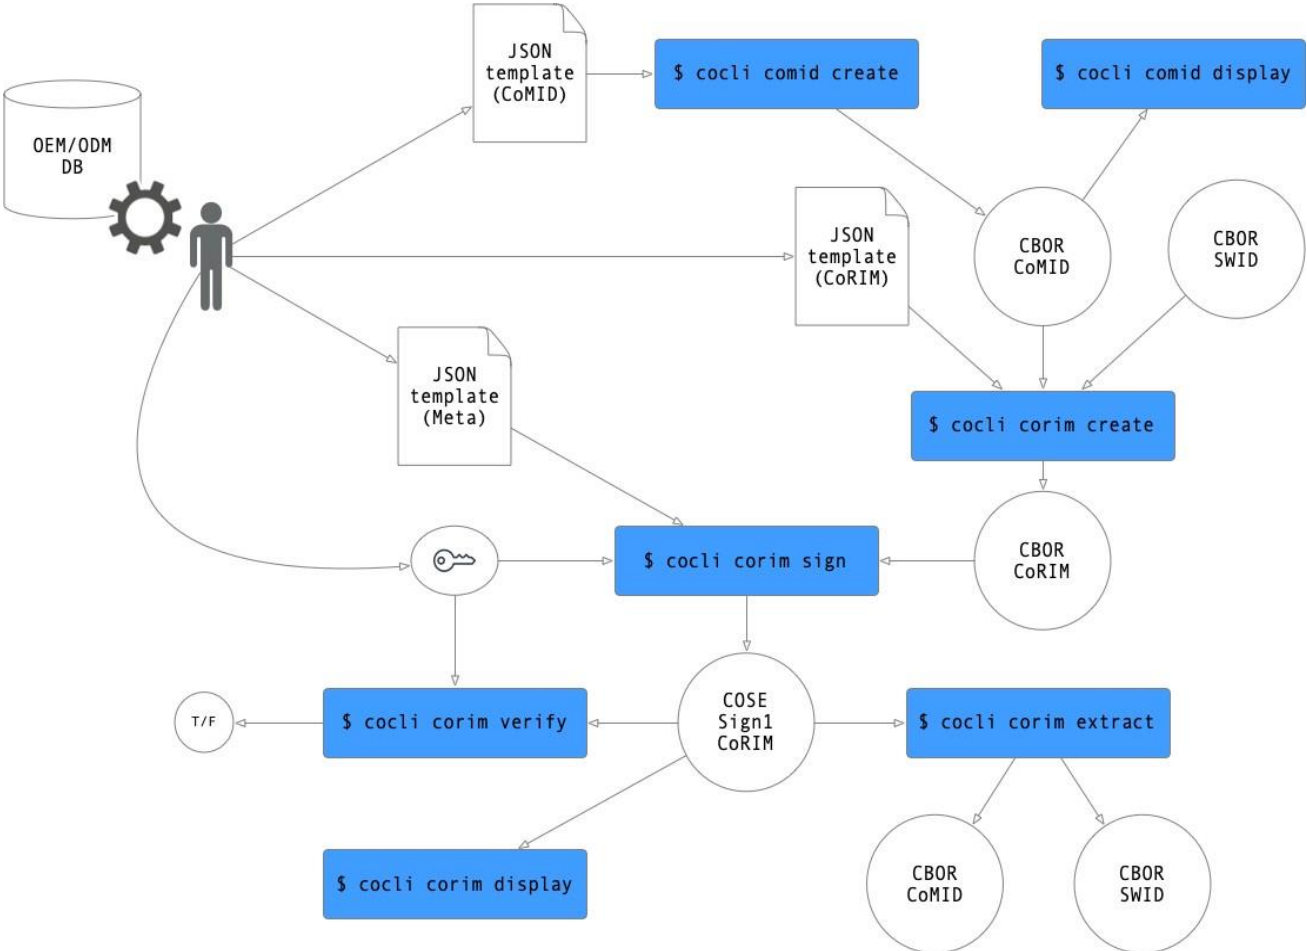 JSON
template
(CoMID)
$ cocli comid create
$ cocli comid display
OEM/ODM
DB
JSON
template
(CoRIM)
CBOR
CoMID
CBOR
SWID
JSON
template
(Meta)
$ cocli corim create
$ cocli corim sign
CBOR
CoRIM
T/F
$ cocli corim verify
COSE
Sign1
CoRIM
$ cocli corim extract
$ cocli corim display
CBOR
CoMID
CBOR
SWID